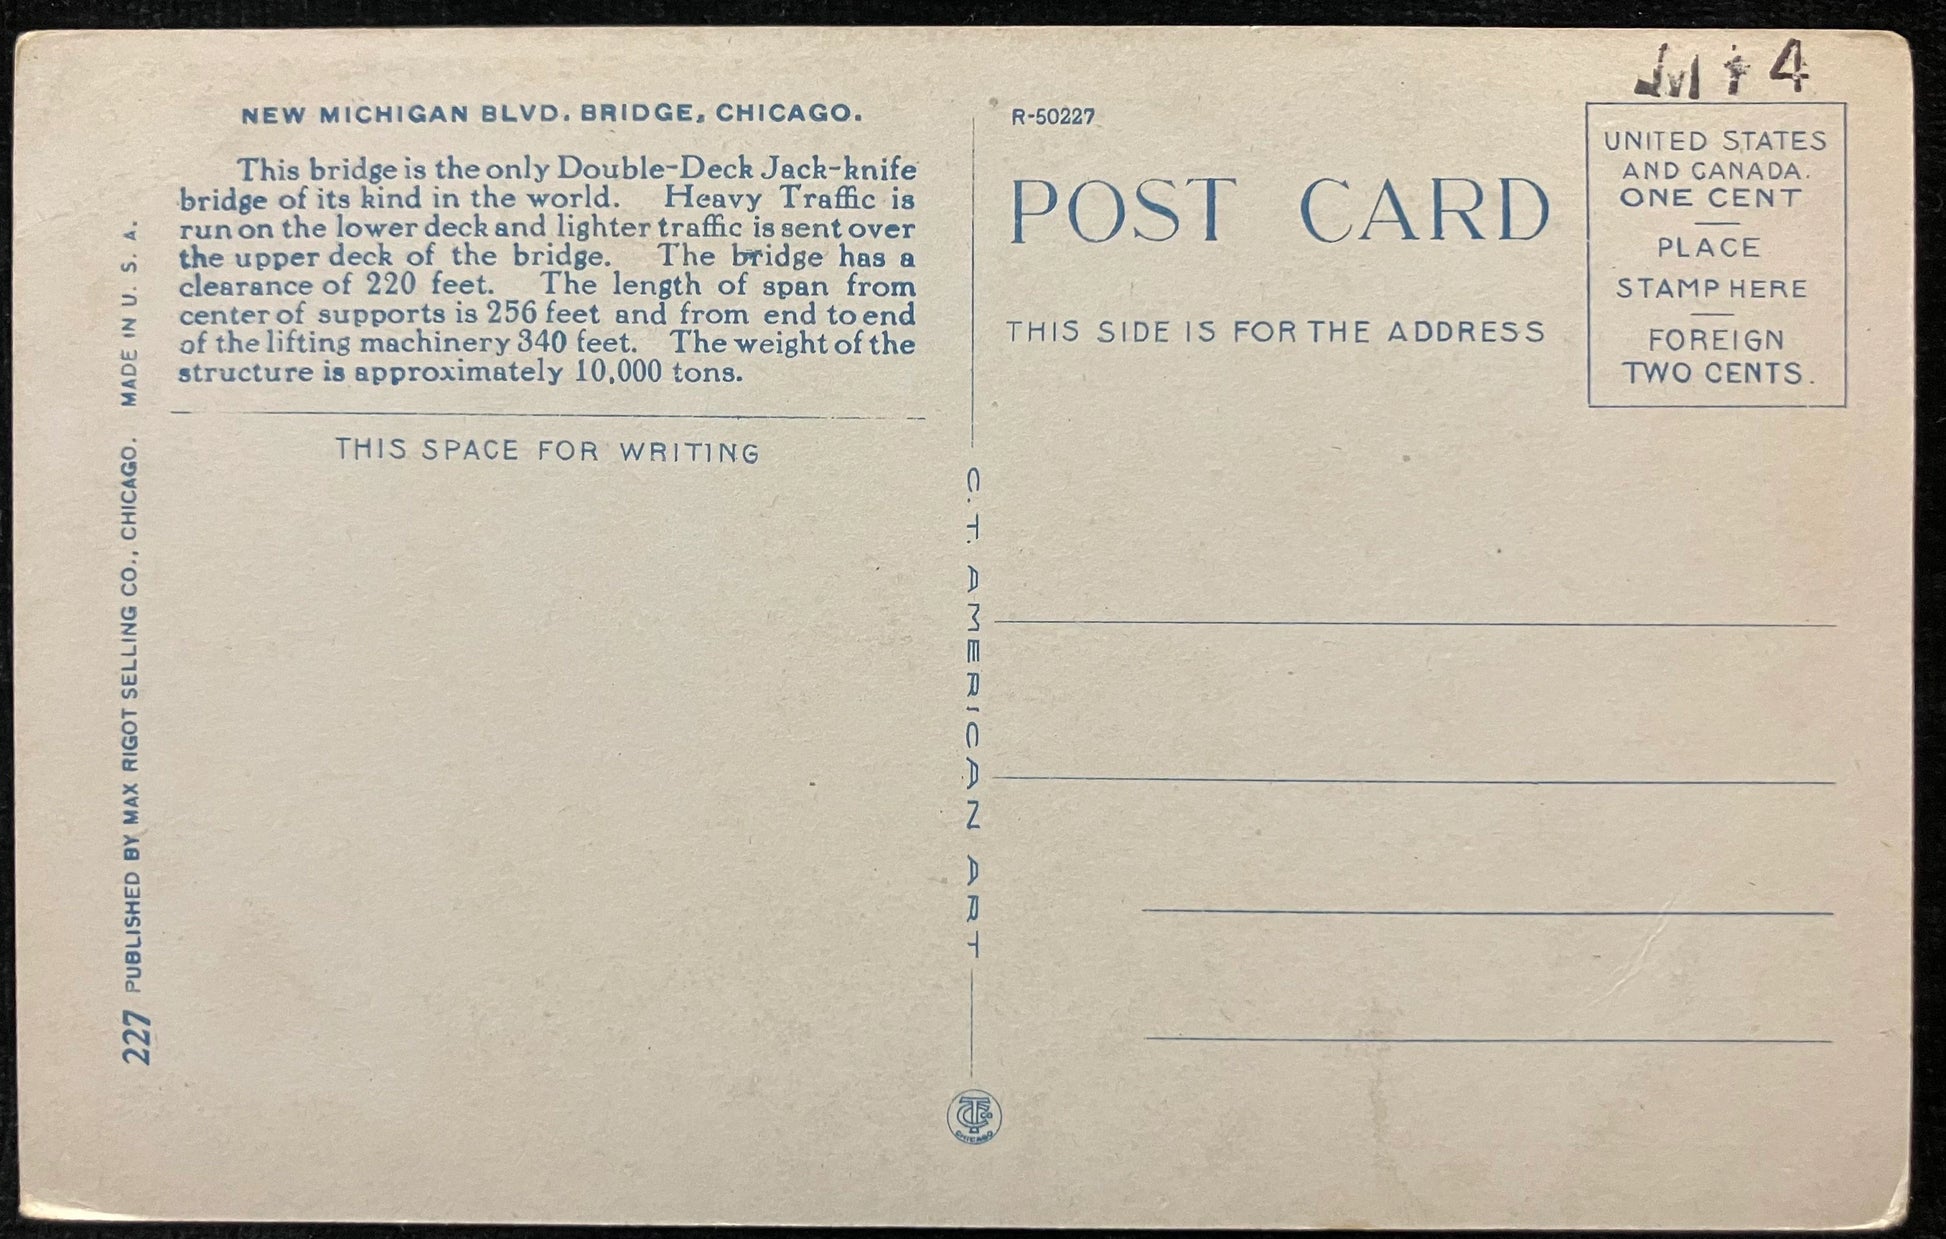 NEW MICHIGAN BLVD. BRIDGE, CHICAGO.
This bridge is the only Double-Deck Jack-knife
bridge of its kind in the world. Heavy Traffic is
run on the lower deck and lighter traffic is sent over
the upper deck of the bridge. The bridge has a
clearance of 220 feet. The length of span from
center of supports is 256 feet and from end to end
of the lifting machinery 340 feet. The weight of the
structure is approximately 10,000 tons.
THIS SPACE FOR WRITING
227 PUBLISHED BY MAX RIGOT SELLING CO., CHICAGO. MADE IN U. S. A.
C.T. AMERICAN ART
CHICAGO
R-50227
POST CARD
THIS SIDE IS FOR THE ADDRESS
4
UNITED STATES
AND CANADA.
ONE CENT
PLACE
STAMP HERE
FOREIGN
TWO CENTS.